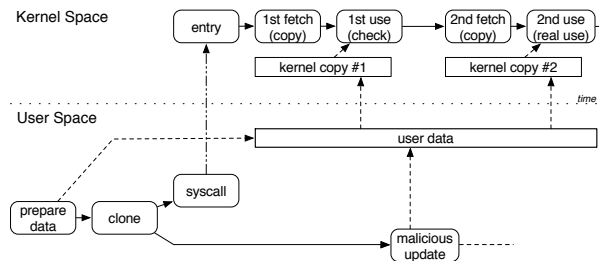 Kernel Space
entry
1st fetch
(copy)
1st use
(check)
2nd fetch
(copy)
2nd use
(real use)
kernel copy #1
kernel copy #2
time
User Space
user data
syscall
prepare
data
clone
malicious
update